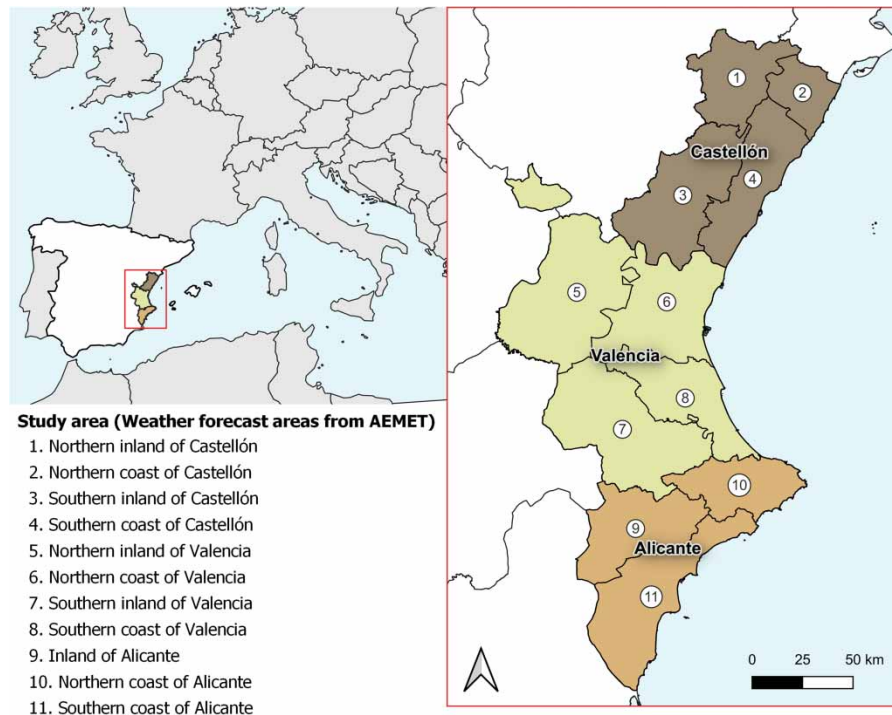 Study area (Weather forecast areas from AEMET)
1. Northern inland of Castellón
2. Northern coast of Castellón
3. Southern inland of Castellón
4. Southern coast of Castellón
5. Northern inland of Valencia
6. Northern coast of Valencia
7. Southern inland of Valencia
8. Southern coast of Valencia
9. Inland of Alicante
10. Northern coast of Alicante
11. Southern coast of Alicante
1
2
Castellón
4
3
5
6
Valencia
8
7
10
9
Alicante
11
0 25 50 km